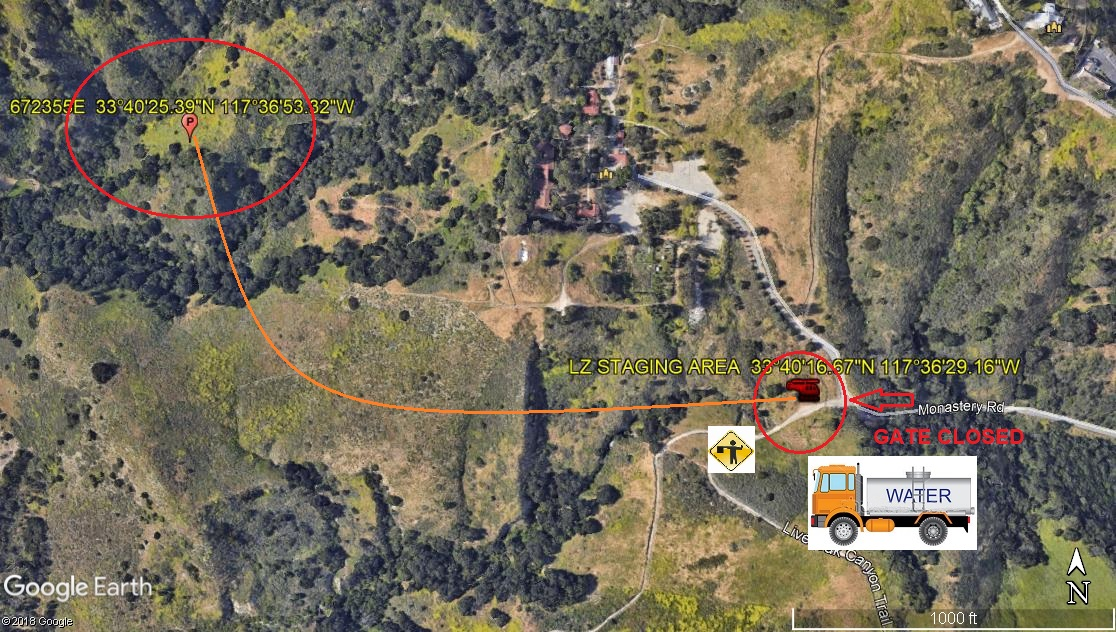 672355E 33°40'25.39"N 117°36'53.32"W
P
LZ STAGING AREA 33°40'16.67"N 117°36'29.16"W
Monastery Rd
GATE CLOSED
WATER
Live Oak Canyon Trail
Google Earth
N
1000 ft
©2018 Google